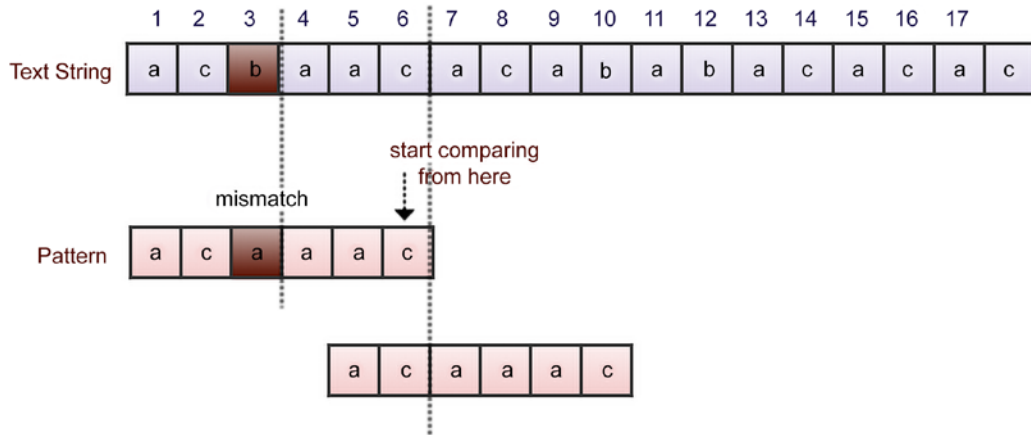 1 2 3 4 5 6 7 8 9 10 11 12 13 14 15 16 17
Text String a c b a a c a c a b a b a c a c a c
start comparing
from here
mismatch
Pattern a c a a a c
a c a a a c